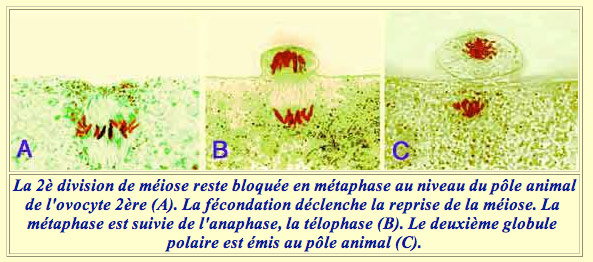 A B C
La 2è division de méiose reste bloquée en métaphase au niveau du pôle animal
de l'ovocyte 2ère (A). La fécondation déclenche la reprise de la méiose. La
métaphase est suivie de l'anaphase, la télophase (B). Le deuxième globule
polaire est émis au pôle animal (C).